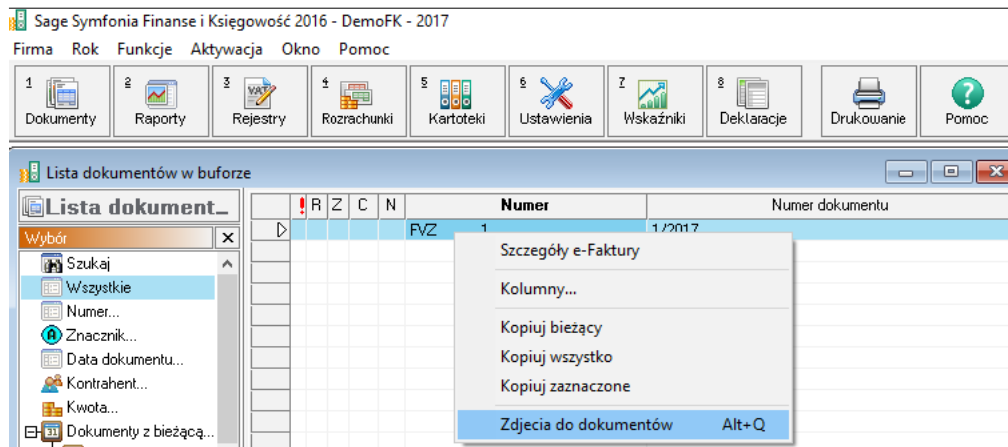 Sage Symfonia Finanse i Księgowość 2016 - DemoFK - 2017
Firma Rok Funkcje Aktywacja Okno Pomoc
1 2 3 4 5 6 7 8
VAT
Dokumenty Raporty Rejestry Rozrachunki Kartoteki Ustawienia Wskaźniki Deklaracje Drukowanie Pomoc
Lista dokumentów w buforze
Lista dokument...
! R Z C N Numer Numer dokumentu
Wybór
FVZ 1 1/2017
Szukaj
Wszystkie
Numer...
Znacznik...
Data dokumentu...
Kontrahent...
Kwota...
Dokumenty z bieżącą...
Szczegóły e-Faktury
Kolumny...
Kopiuj bieżący
Kopiuj wszystko
Kopiuj zaznaczone
Zdjecia do dokumentów Alt+Q